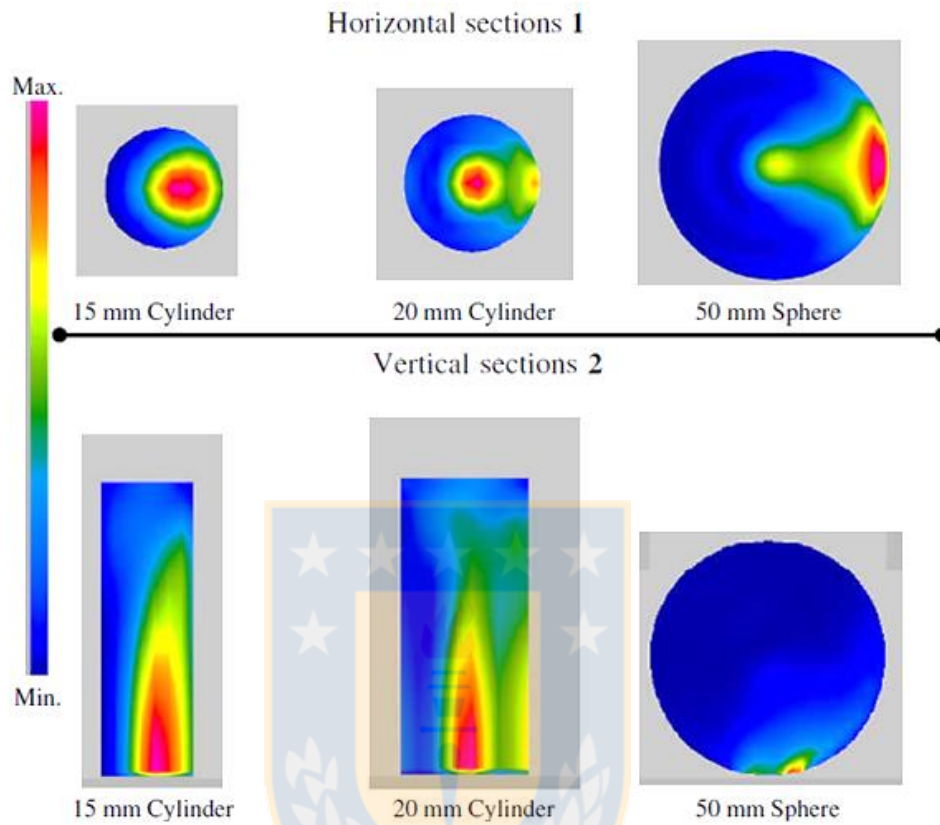 Horizontal sections 1
Max.
15 mm Cylinder
20 mm Cylinder
50 mm Sphere
Vertical sections 2
Min.
15 mm Cylinder
20 mm Cylinder
50 mm Sphere